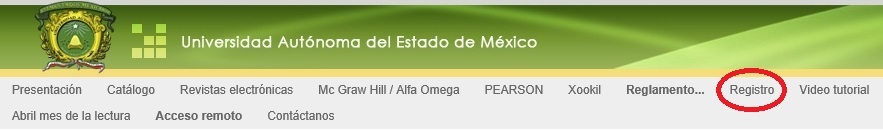 Universidad Autónoma del Estado de México
Presentación Catálogo Revistas electrónicas Mc Graw Hill / Alfa Omega PEARSON Xookil Reglamento... Registro Video tutorial
Abril mes de la lectura Acceso remoto Contáctanos